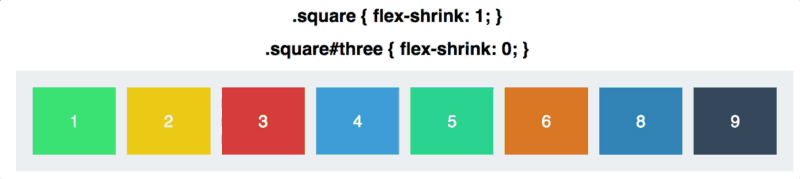 .square { flex-shrink: 1; }
.square#three { flex-shrink: 0; }
1 2 3 4 5 6 8 9